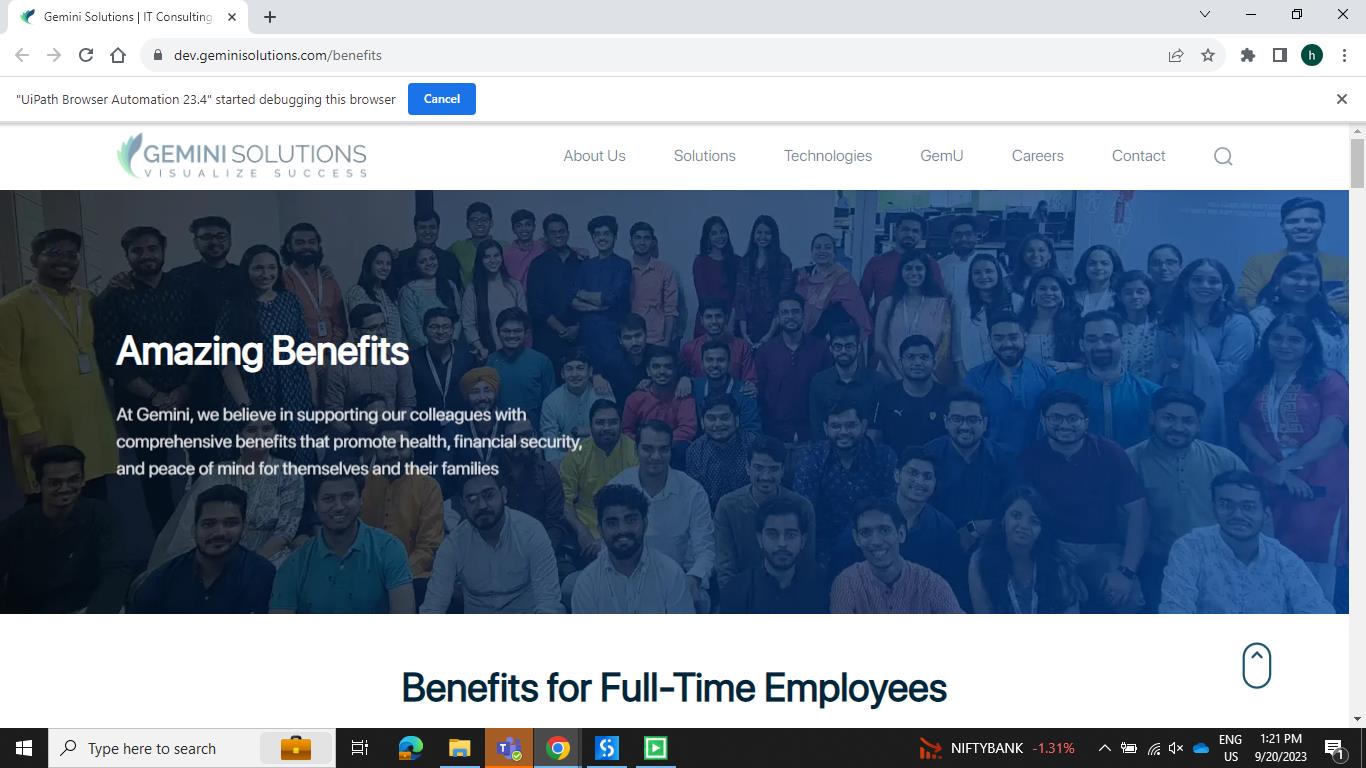 Gemini Solutions | IT Consulting
dev.geminisolutions.com/benefits
h
"UiPath Browser Automation 23.4" started debugging this browser
Cancel
GEMINI SOLUTIONS
VISUALIZE SUCCESS
About Us
Solutions
Technologies
GemU
Careers
Contact
Amazing Benefits
At Gemini, we believe in supporting our colleagues with
comprehensive benefits that promote health, financial security,
and peace of mind for themselves and their families
Benefits for Full-Time Employees
Type here to search
NIFTYBANK -1.31%
ENG
US
1:21 PM
9/20/2023
1